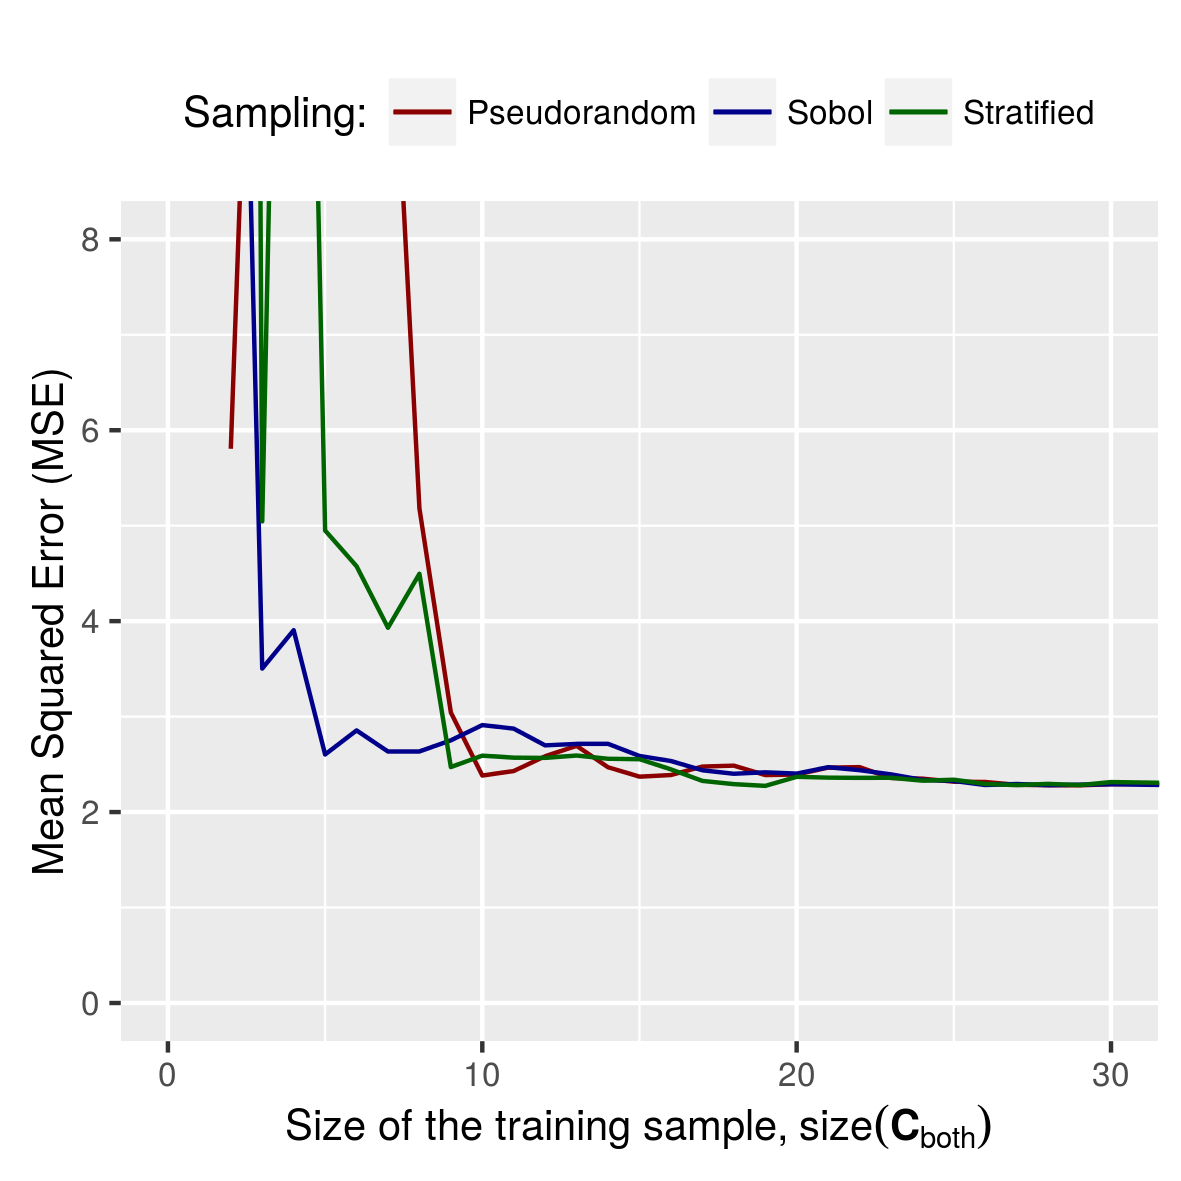 Sampling: Pseudorandom Sobol Stratified
Mean Squared Error (MSE)
8
6
4
2
0
0 10 20 30
Size of the training sample, size(C_both)